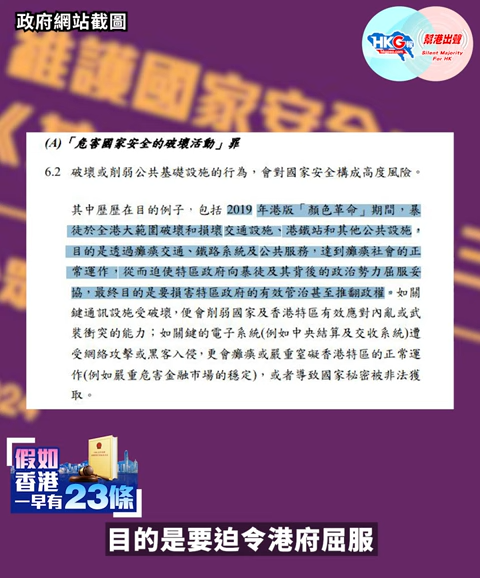 政府網站截圖
HKG報
幫港出聲
Silent Majority
For HK
維護國家安全
(A)「危害國家安全的破壞活動」罪
6.2 破壞或削弱公共基礎設施的行為，會對國家安全構成高度風險。
其中歷歷在目的例子，包括 2019 年港版「顏色革命」期間，暴
徒於全港大範圍破壞和損壞交通設施、港鐵站和其他公共設施，
目的是透過癱瘓交通、鐵路系統及公共服務，達到癱瘓社會的正
常運作，從而迫使特區政府向暴徒及其背後的政治勢力屈服妥
協，最終目的是要損害特區政府的有效管治甚至推翻政權。如關
鍵通訊設施受破壞，便會削弱國家及香港特區有效應對內亂或武
裝衝突的能力；如關鍵的電子系統(例如中央結算及交收系統)遭
受網絡攻擊或黑客入侵，更會癱瘓或嚴重窒礙香港特區的正常運
作(例如嚴重危害金融市場的穩定)，或者導致國家秘密被非法獲
取。
2024
假如
香港
一早有
23條
目的是要迫令港府屈服